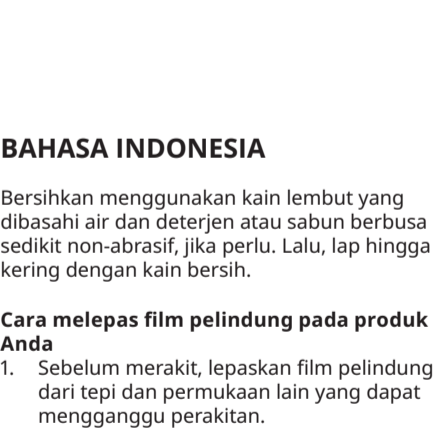 BAHASA INDONESIA
Bersihkan menggunakan kain lembut yang
dibasahi air dan deterjen atau sabun berbusa
sedikit non-abrasif, jika perlu. Lalu, lap hingga
kering dengan kain bersih.
Cara melepas film pelindung pada produk
Anda
1. Sebelum merakit, lepaskan film pelindung
dari tepi dan permukaan lain yang dapat
mengganggu perakitan.